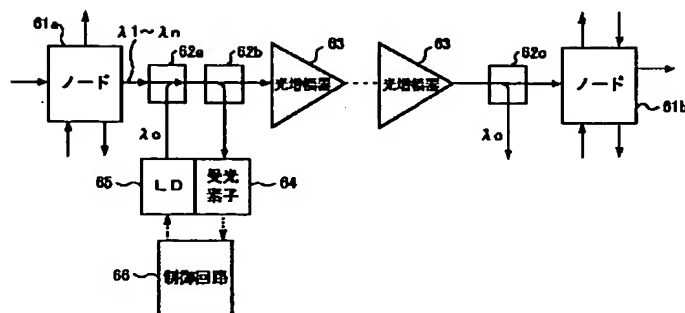 61a
λ1~λn
62a
62b
63
63
62c
ノード
光増幅器
光増幅器
ノード
61b
λo
λo
65
LD
受光
素子
64
66
制御回路